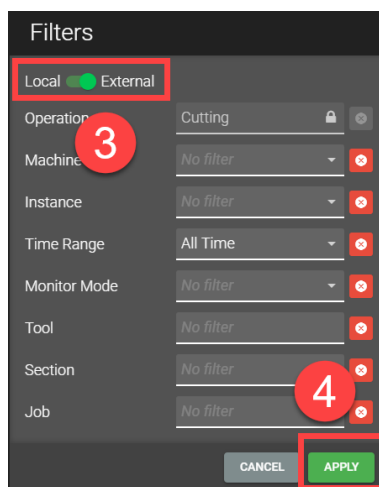 Filters
Local External
Operation Cutting
3
Machine No filter
Instance No filter
Time Range All Time
Monitor Mode No filter
Tool No filter
Section No filter
4
Job No filter
CANCEL APPLY